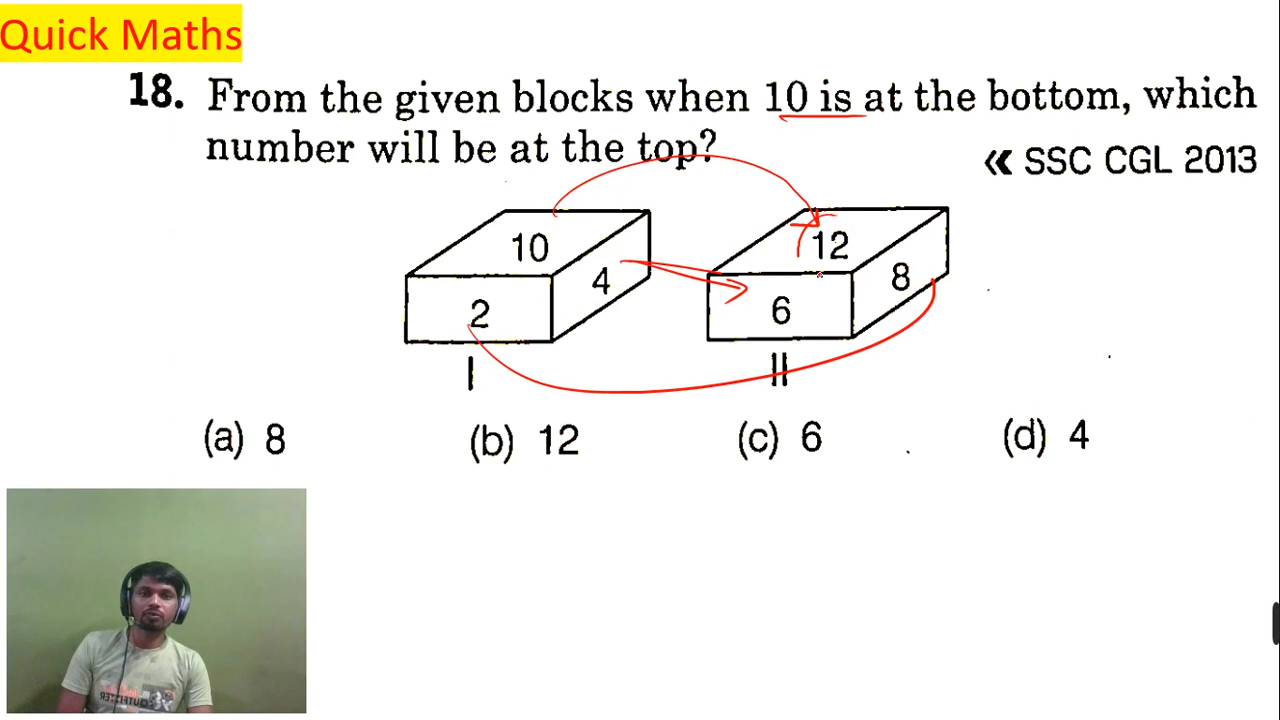 Quick Maths
18. From the given blocks when 10 is at the bottom, which
number will be at the top?
« SSC CGL 2013
10
4
2
I
12
8
6
II
(a) 8 (b) 12 (c) 6 (d) 4